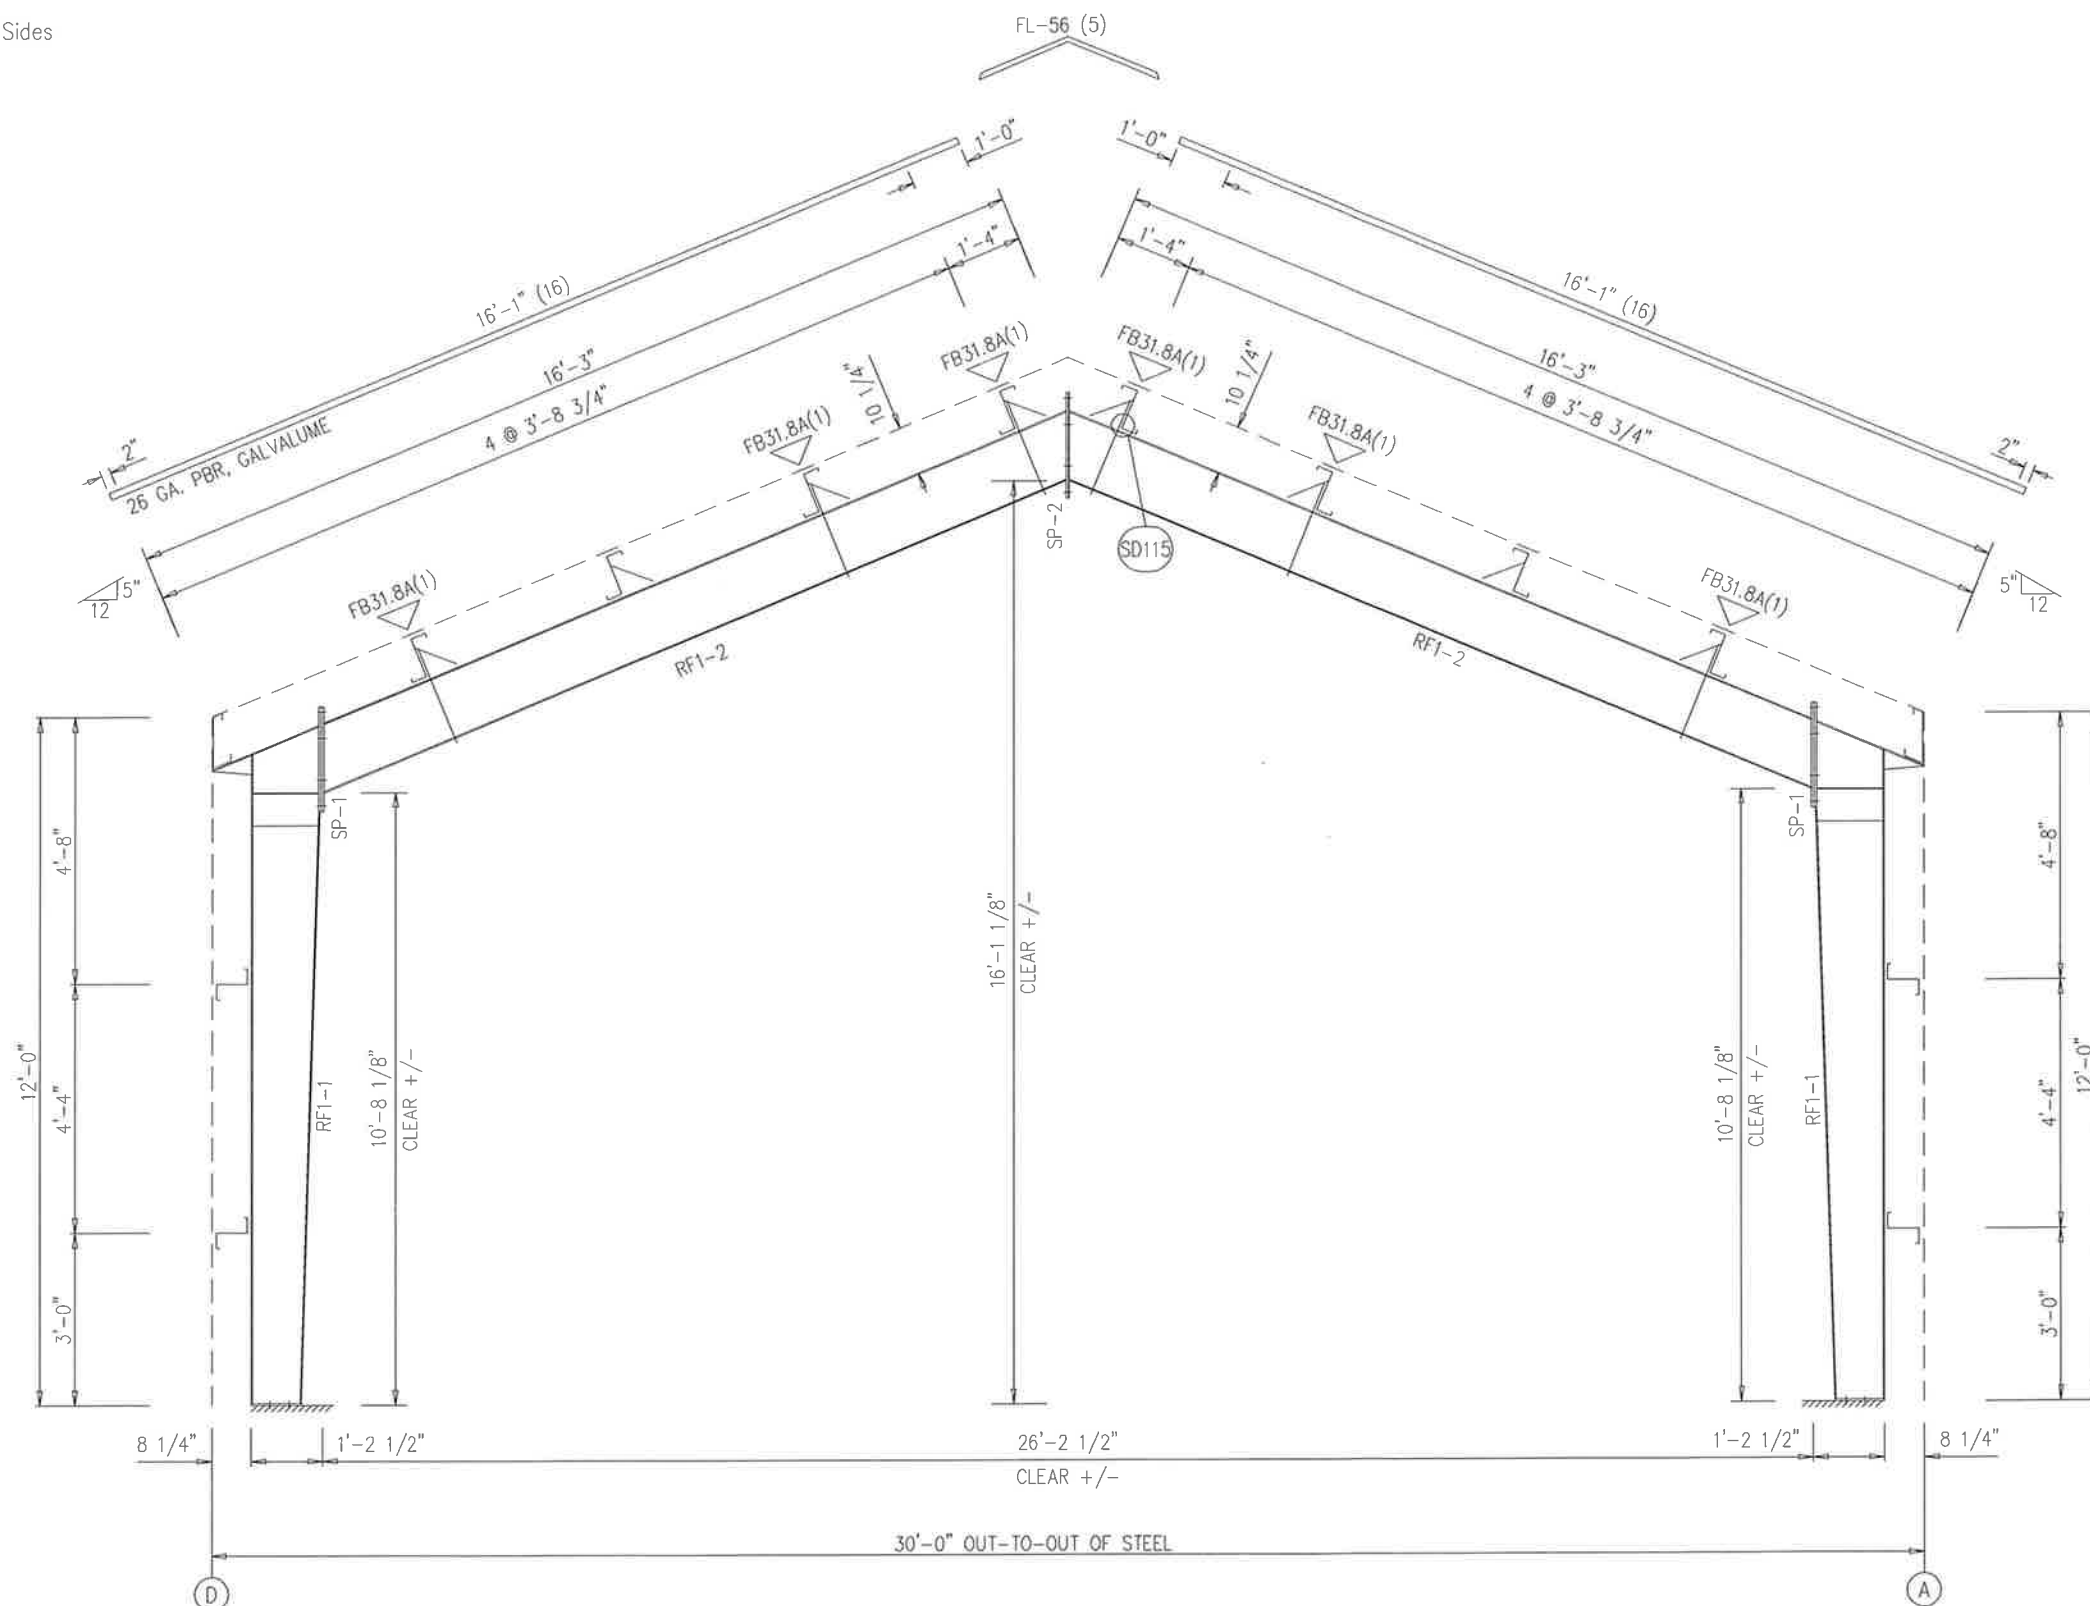 Sides
FL-56 (5)
1'-0"
1'-0"
1'-4"
1'-4"
16'-1" (16)
16'-1" (16)
16'-3"
16'-3"
4 @ 3'-8 3/4"
4 @ 3'-8 3/4"
2"
26 GA. PBR, GALVALUME
2"
10 1/4"
10 1/4"
FB31.8A(1)
FB31.8A(1)
FB31.8A(1)
FB31.8A(1)
FB31.8A(1)
FB31.8A(1)
SP-2
SD115
5"
12
5"
12
RF1-2
RF1-2
SP-1
SP-1
4'-8"
4'-8"
12'-0"
4'-4"
3'-0"
RF1-1
10'-8 1/8"
CLEAR +/-
16'-1 1/8"
CLEAR +/-
10'-8 1/8"
CLEAR +/-
RF1-1
4'-4"
12'-0"
3'-0"
8 1/4"
1'-2 1/2"
26'-2 1/2"
CLEAR +/-
1'-2 1/2"
8 1/4"
30'-0" OUT-TO-OUT OF STEEL
D
A